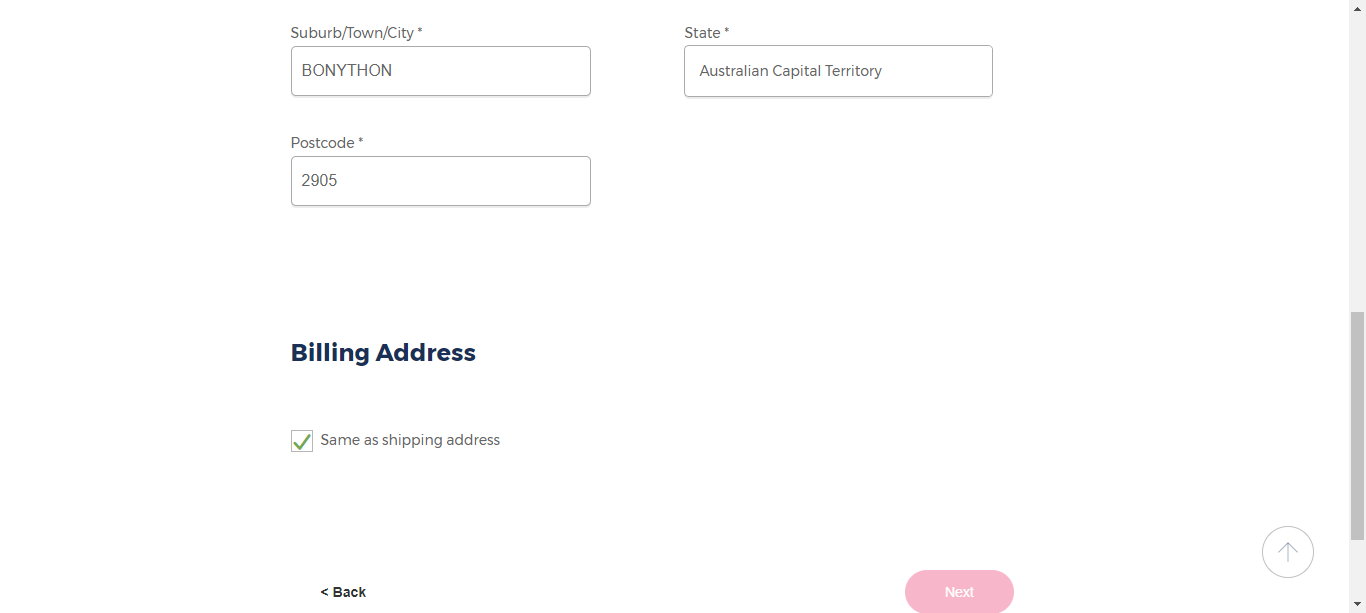 Suburb/Town/City *
State *
BONYTHON
Australian Capital Territory
Postcode *
2905
Billing Address
Same as shipping address
< Back
Next